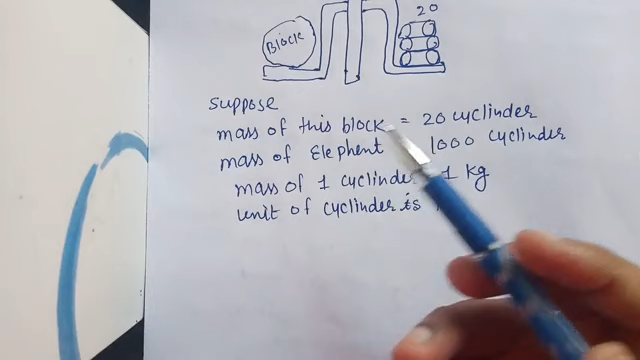 20
Block
Suppose
mass of this block = 20 cyclinder
mass of Elephent 1000 cyclinder
mass of 1 cyclinder 1 kg
unit of cyclinder is